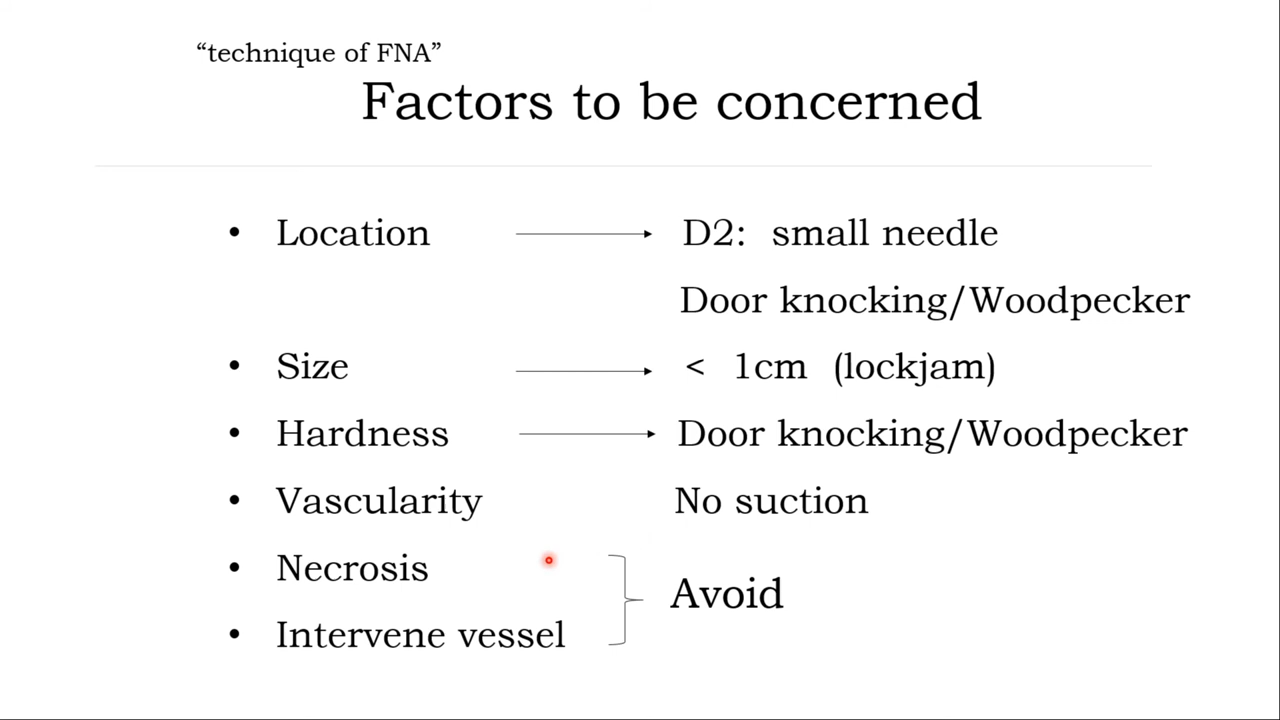 “technique of FNA”
Factors to be concerned
• Location D2: small needle
Door knocking/Woodpecker
• Size < 1cm (lockjam)
• Hardness Door knocking/Woodpecker
• Vascularity No suction
• Necrosis
Avoid
• Intervene vessel